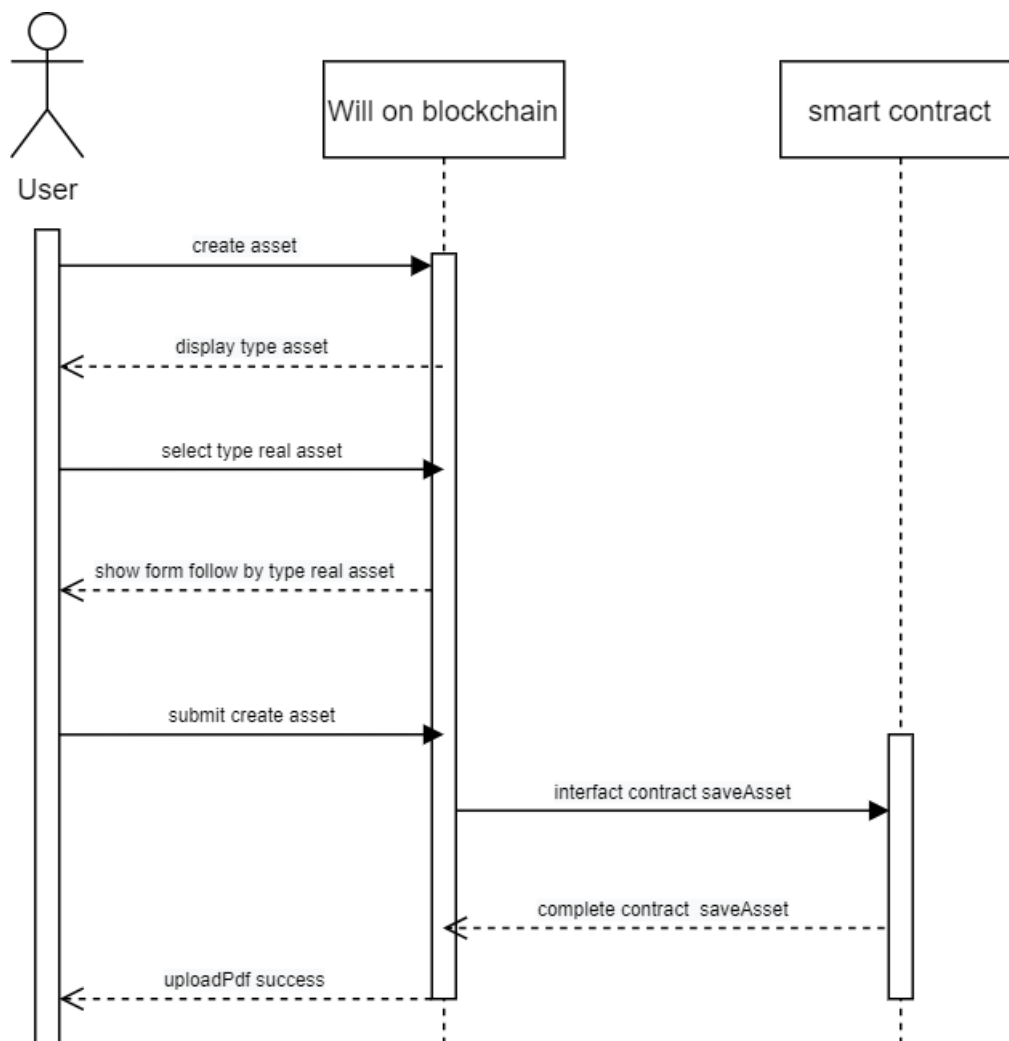 Will on blockchain
smart contract
User
create asset
display type asset
select type real asset
show form follow by type real asset
submit create asset
interfact contract saveAsset
complete contract  saveAsset
uploadPdf success